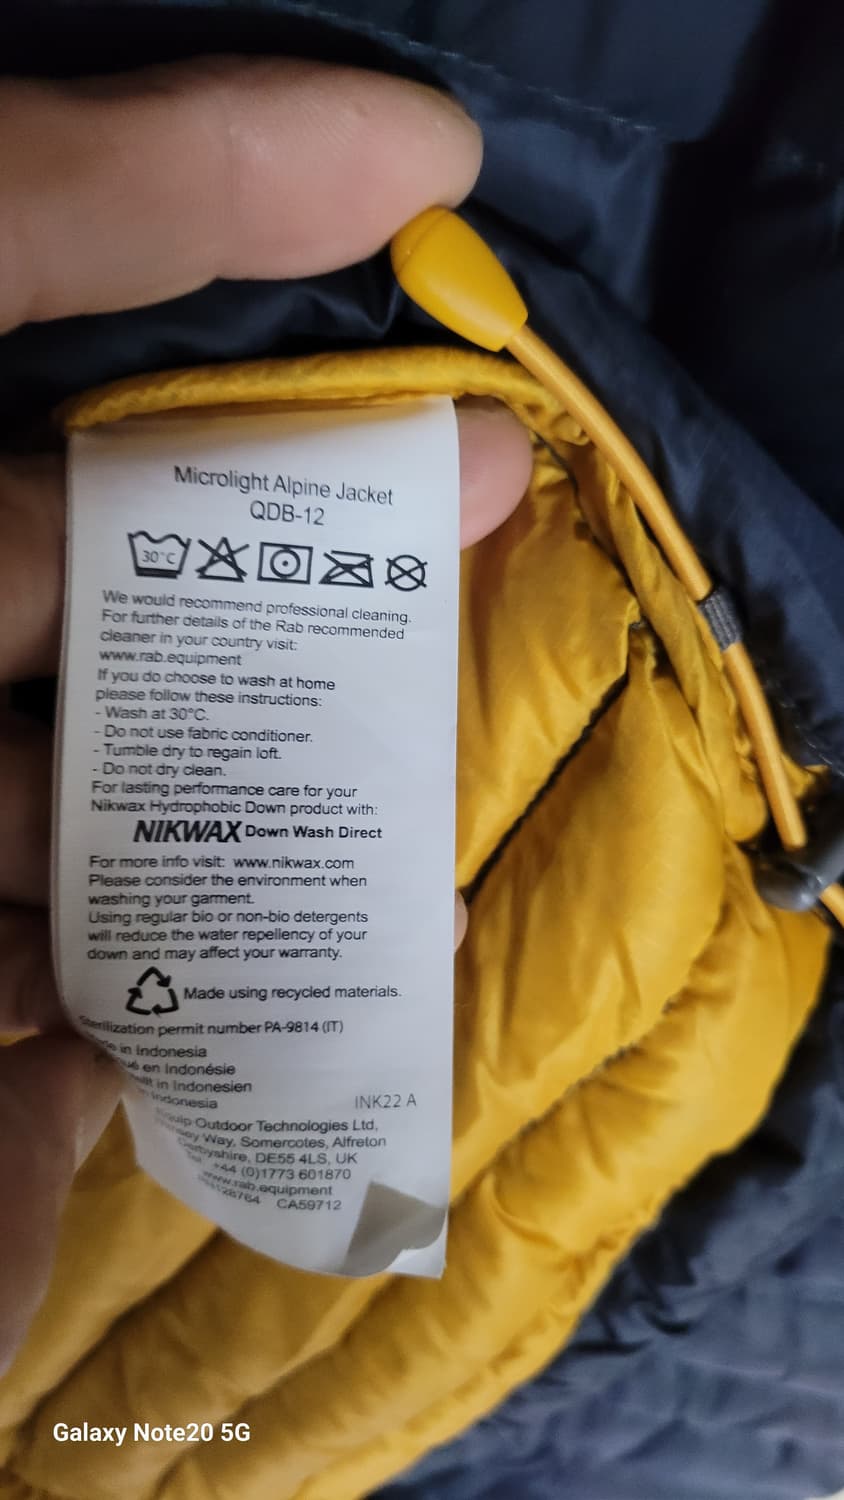 Microlight Alpine Jacket
QDB-12
30°C
We would recommend professional cleaning.
For further details of the Rab recommended
cleaner in your country visit:
www.rab.equipment
If you do choose to wash at home
please follow these instructions:
- Wash at 30°C.
- Do not use fabric conditioner.
- Tumble dry to regain loft.
- Do not dry clean.
For lasting performance care for your
Nikwax Hydrophobic Down product with:
NIKWAX Down Wash Direct
For more info visit: www.nikwax.com
Please consider the environment when
washing your garment.
Using regular bio or non-bio detergents
will reduce the water repellency of your
down and may affect your warranty.
Made using recycled materials.
Sterilization permit number PA-9814 (IT)
in Indonesia
en Indonésie
in Indonesien
Indonesia
INK22 A
Outdoor Technologies Ltd,
Way, Somercotes, Alfreton
Derbyshire, DE55 4LS, UK
+44 (0)1773 601870
www.rab.equipment
CA59712
Galaxy Note20 5G